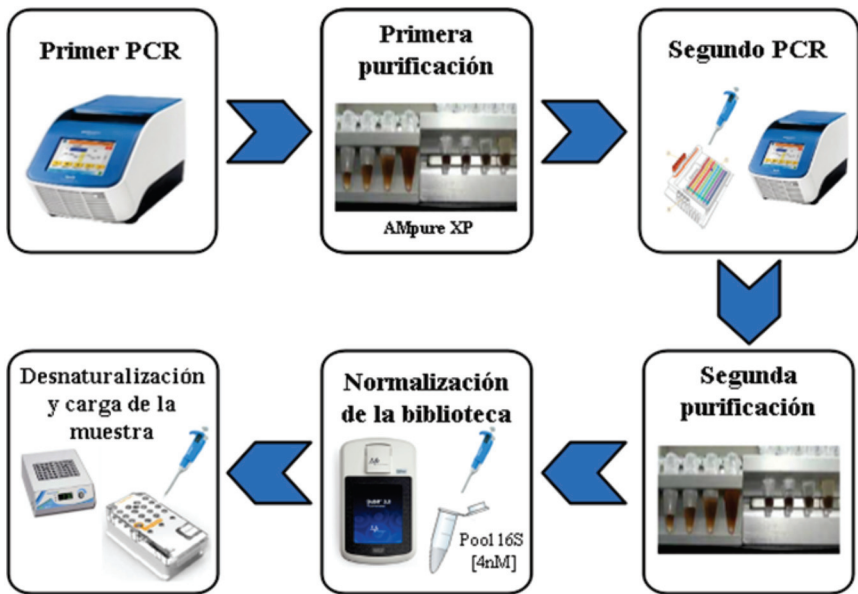 Primer PCR
Primera
purificación
AMpure XP
Segundo PCR
Segunda
purificación
Normalización
de la biblioteca
Pool 16S
[4nM]
Desnaturalización
y carga de la
muestra